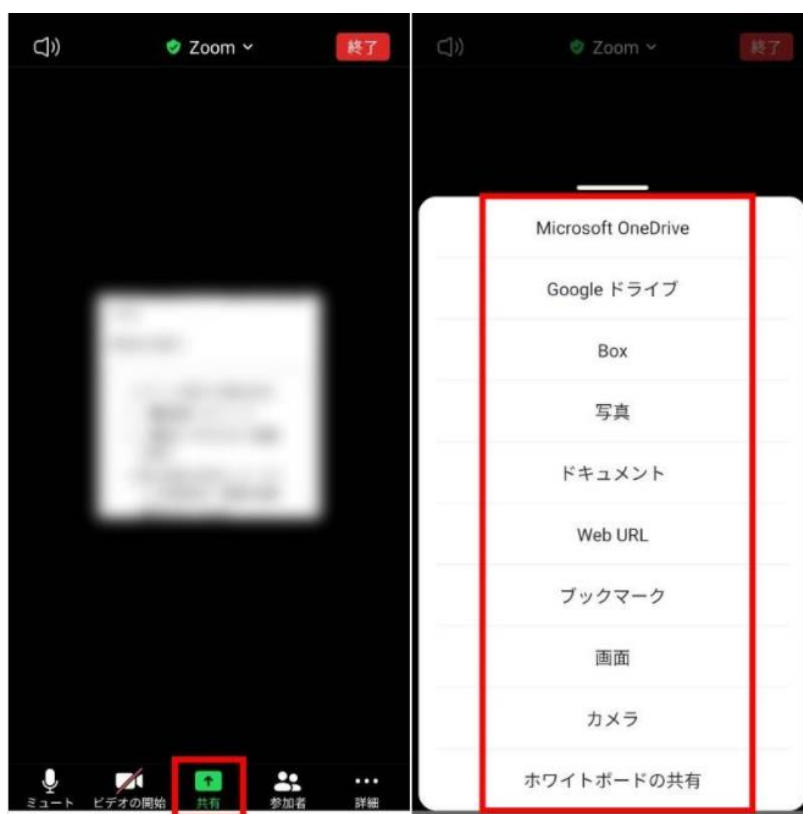 Zoom
終了
ミュート
ビデオの開始
共有
参加者
詳細
Zoom
終了
Microsoft OneDrive
Google ドライブ
Box
写真
ドキュメント
Web URL
ブックマーク
画面
カメラ
ホワイトボードの共有